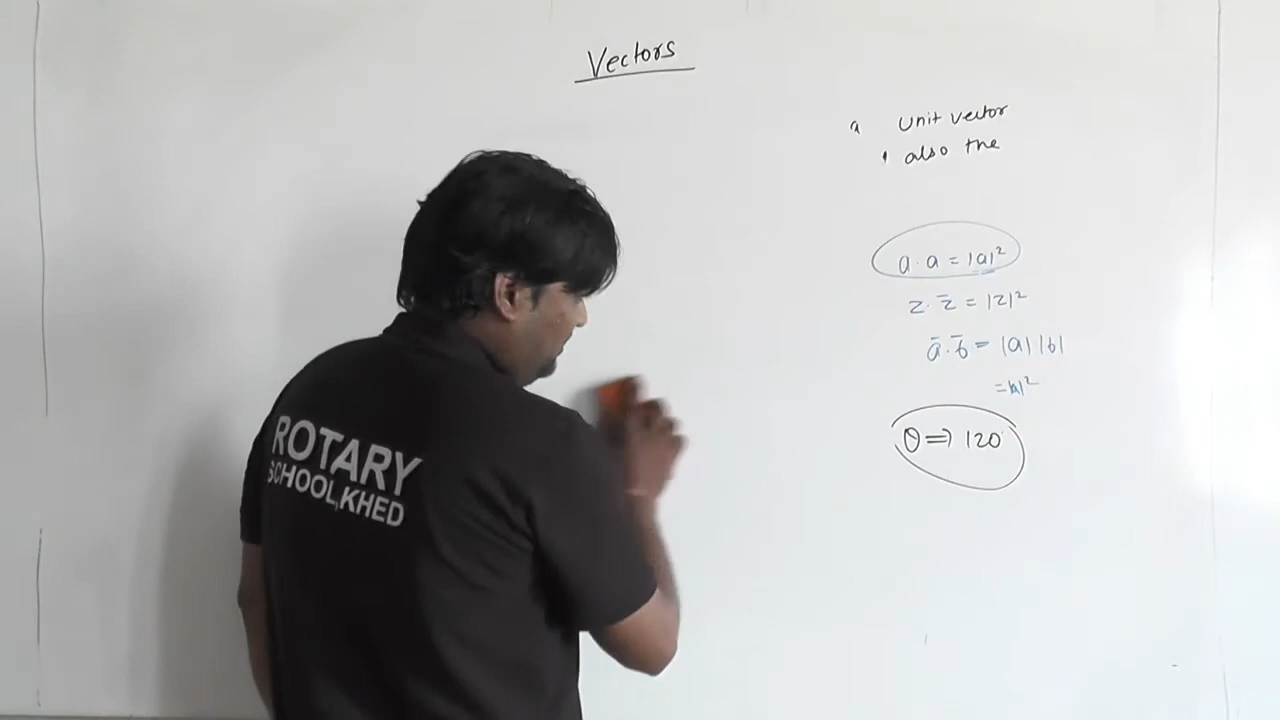 Vectors
a unit vector
also the
a · a = |a|²
z · z̄ = |z|²
ā · b̄ = |a| |b|
= |a|²
θ ⇒ 120
ROTARY
SCHOOL,KHED